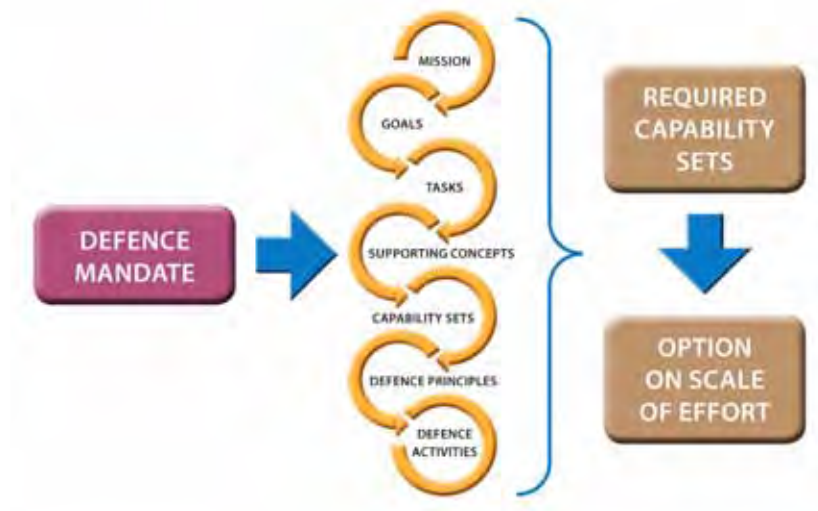 DEFENCE
MANDATE
MISSION
GOALS
TASKS
SUPPORTING CONCEPTS
CAPABILITY SETS
DEFENCE PRINCIPLES
DEFENCE
ACTIVITIES
REQUIRED
CAPABILITY
SETS
OPTION
ON SCALE
OF EFFORT